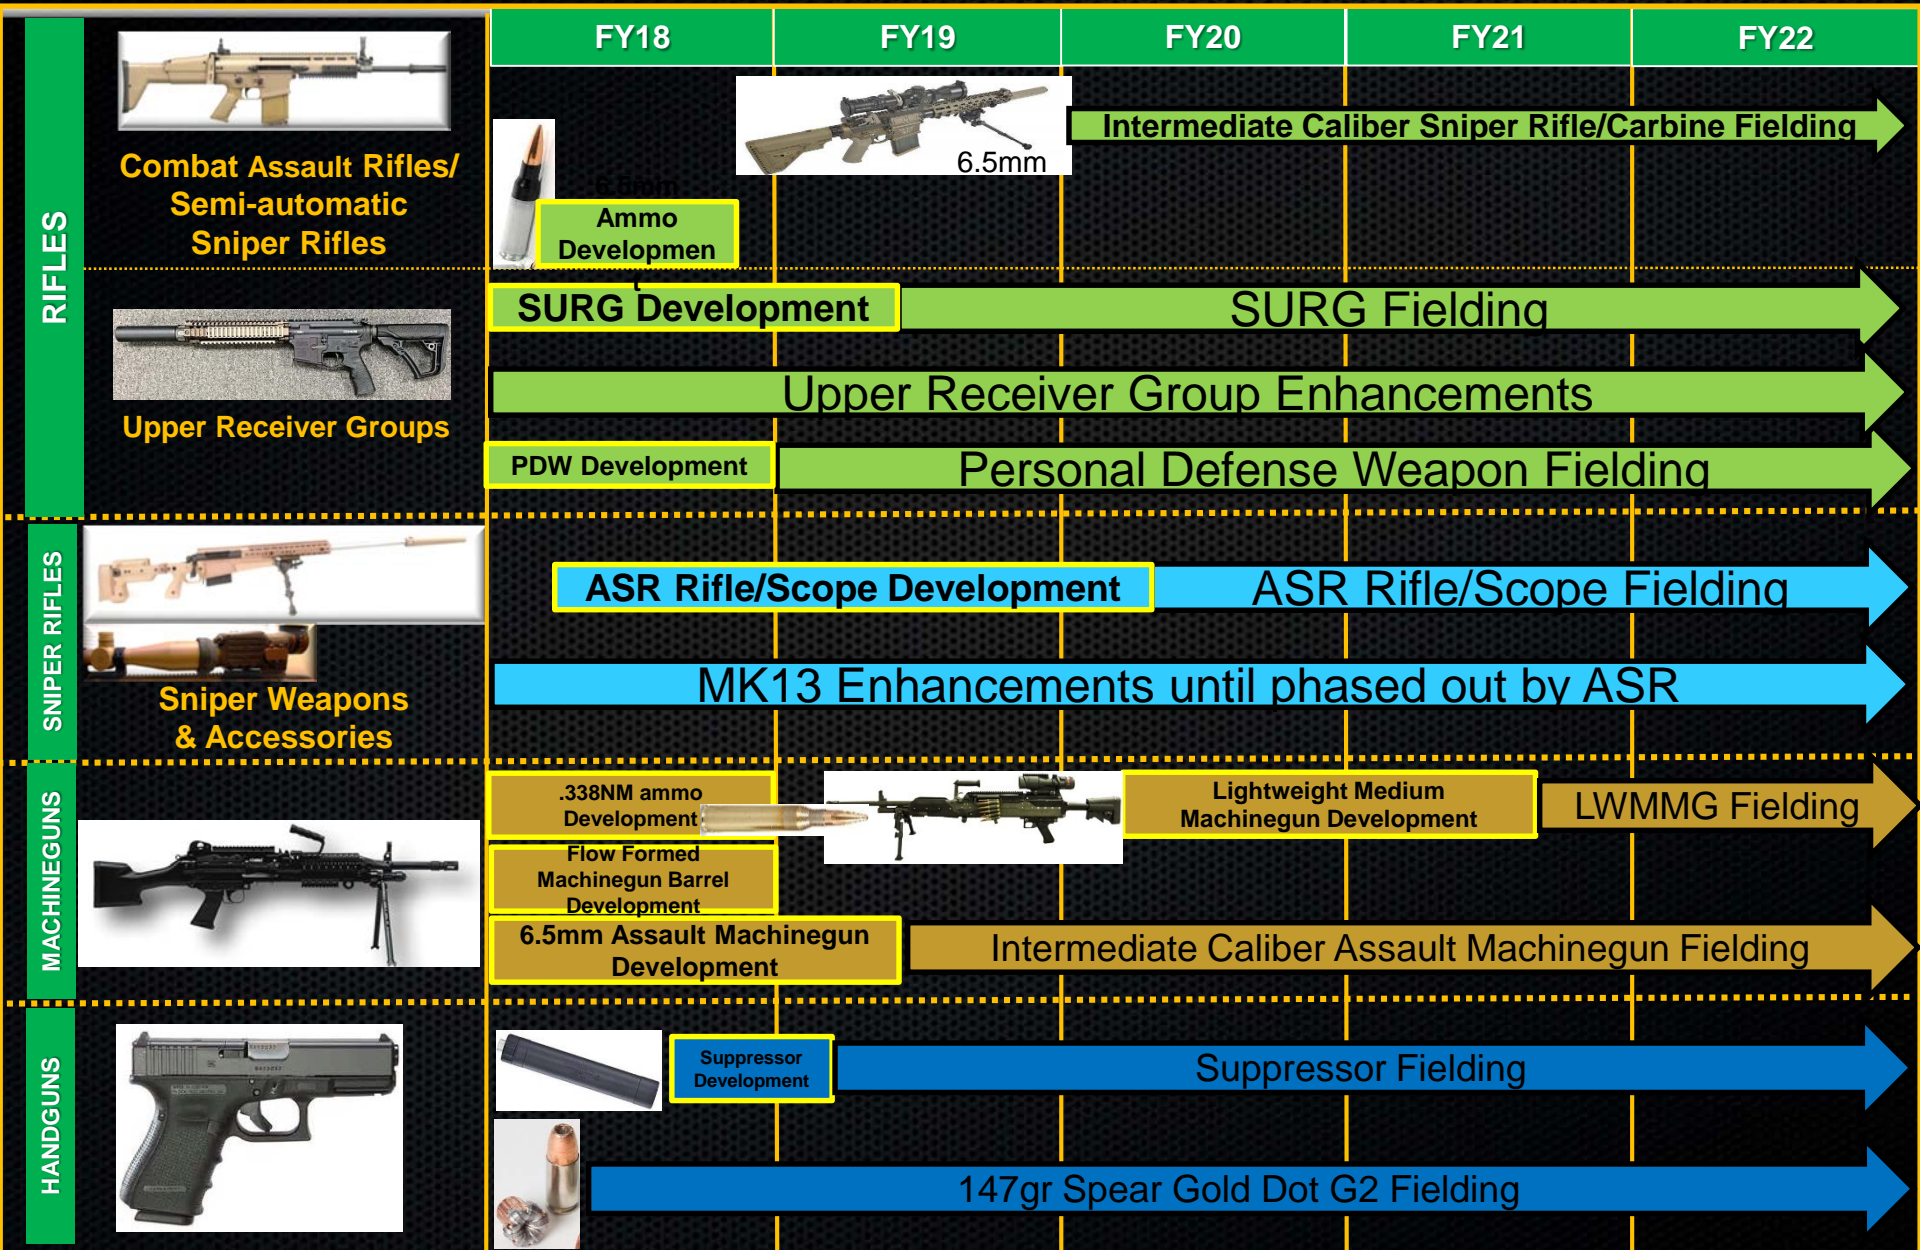 FY18
FY19
FY20
FY21
FY22
RIFLES
Combat Assault Rifles/
Semi-automatic
Sniper Rifles
6.5mm
Ammo
Developmen
t
6.5mm
Intermediate Caliber Sniper Rifle/Carbine Fielding
Upper Receiver Groups
SURG Development
SURG Fielding
Upper Receiver Group Enhancements
PDW Development
Personal Defense Weapon Fielding
SNIPER RIFLES
Sniper Weapons
& Accessories
ASR Rifle/Scope Development
ASR Rifle/Scope Fielding
MK13 Enhancements until phased out by ASR
MACHINEGUNS
.338NM ammo
Development
Lightweight Medium
Machinegun Development
LWMMG Fielding
Flow Formed
Machinegun Barrel
Development
6.5mm Assault Machinegun
Development
Intermediate Caliber Assault Machinegun Fielding
HANDGUNS
Suppressor
Development
Suppressor Fielding
147gr Spear Gold Dot G2 Fielding